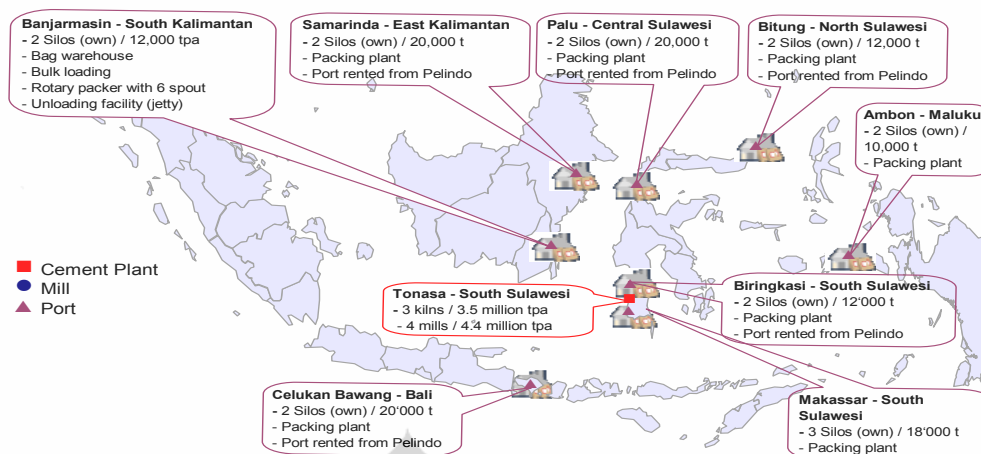 Banjarmasin - South Kalimantan
- 2 Silos (own) / 12,000 tpa
- Bag warehouse
- Bulk loading
- Rotary packer with 6 spout
- Unloading facility (jetty)
Samarinda - East Kalimantan
- 2 Silos (own) / 20,000 t
- Packing plant
- Port rented from Pelindo
Palu - Central Sulawesi
- 2 Silos (own) / 20,000 t
- Packing plant
- Port rented from Pelindo
Bitung - North Sulawesi
- 2 Silos (own) / 12,000 t
- Packing plant
- Port rented from Pelindo
Ambon - Maluku
- 2 Silos (own) /
10,000 t
- Packing plant
Cement Plant
Mill
Port
Tonasa - South Sulawesi
- 3 kilns / 3.5 million tpa
- 4 mills / 4.4 million tpa
Biringkasi - South Sulawesi
- 2 Silos (own) / 12'000 t
- Packing plant
- Port rented from Pelindo
Celukan Bawang - Bali
- 2 Silos (own) / 20'000 t
- Packing plant
- Port rented from Pelindo
Makassar - South
Sulawesi
- 3 Silos (own) / 18'000 t
- Packing plant